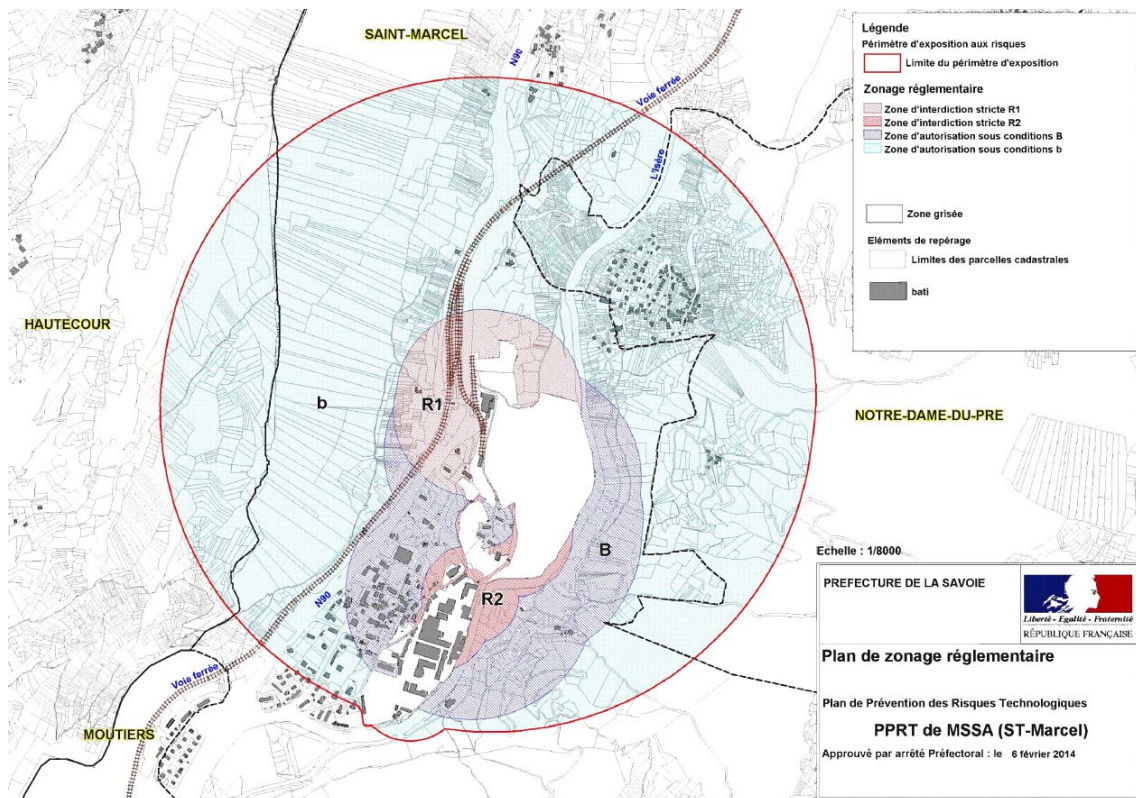 SAINT-MARCEL
N90
Voie ferrée
L'Isère
HAUTECOUR
b
R1
NOTRE-DAME-DU-PRE
B
R2
N90
Voie ferrée
MOUTIERS
Légende
Périmètre d'exposition aux risques
Limite du périmètre d'exposition
Zonage réglementaire
Zone d'interdiction stricte R1
Zone d'interdiction stricte R2
Zone d'autorisation sous conditions B
Zone d'autorisation sous conditions b
Zone grisée
Eléments de repérage
Limites des parcelles cadastrales
bati
Echelle : 1/8000
PREFECTURE DE LA SAVOIE
Liberté • Egalité • Fraternité
RÉPUBLIQUE FRANÇAISE
Plan de zonage réglementaire
Plan de Prévention des Risques Technologiques
PPRT de MSSA (ST-Marcel)
Approuvé par arrêté Préfectoral : le 6 février 2014